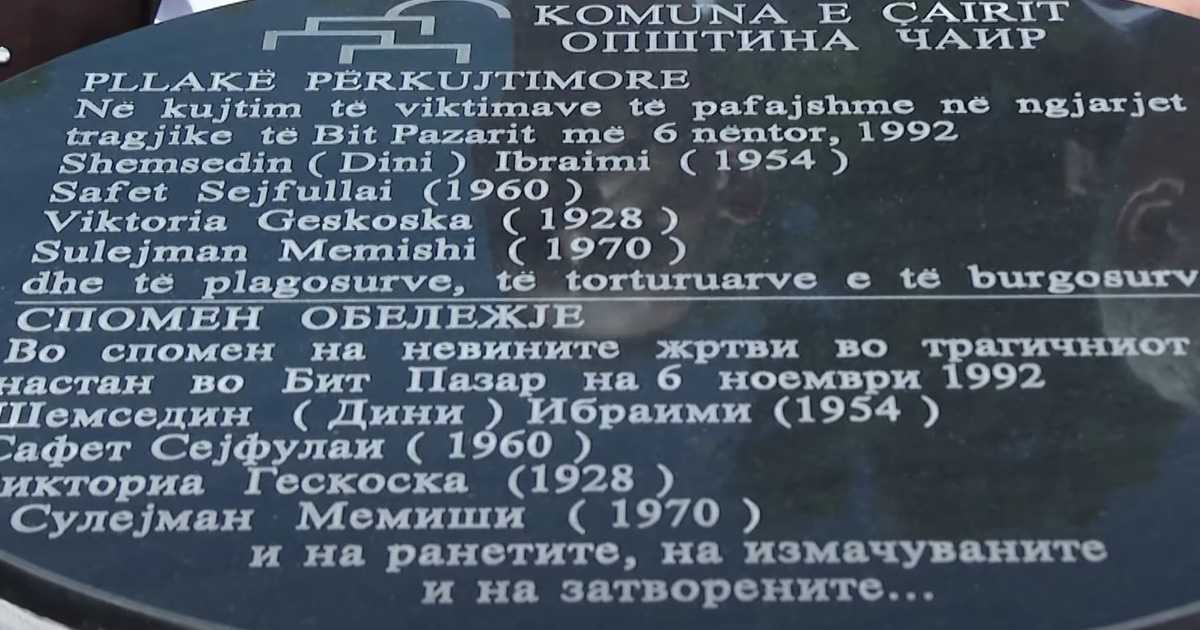 KOMUNA E ÇAIRIT
ОПШТИНА ЧАИР
PLLAKË PËRKUJTIMORE
Në kujtim të viktimave të pafajshme në ngjarjet
tragjike të Bit Pazarit më 6 nëntor, 1992
Shemsedin ( Dini ) Ibraimi ( 1954 )
Safet Sejfullai (1960 )
Viktoria Geskoska ( 1928 )
Sulejman Memishi ( 1970 )
dhe të plagosurve, të torturuarve e të burgosurv
СПОМЕН ОБЕЛЕЖЈЕ
Во спомен на невините жртви во трагичниот
настан во Бит Пазар на 6 ноември 1992
Шемседин ( Дини ) Ибраими (1954 )
Сафет Сејфулаи ( 1960 )
икториа Гескоска (1928 )
Сулејман Мемиши ( 1970 )
и на ранетите, на измачуваните
и на затворените...